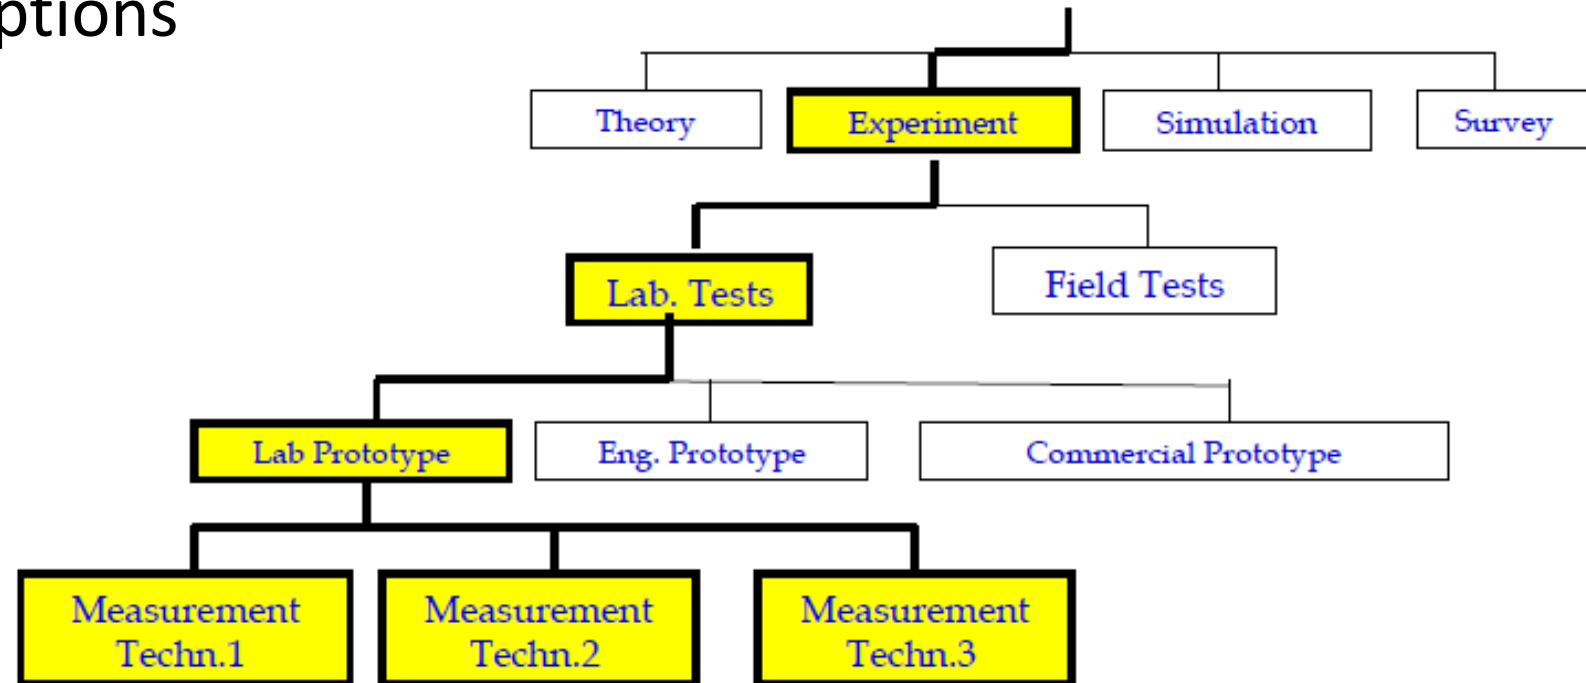 ptions
Theory
Experiment
Simulation
Survey
Lab. Tests
Field Tests
Lab Prototype
Eng. Prototype
Commercial Prototype
Measurement
Techn.1
Measurement
Techn.2
Measurement
Techn.3